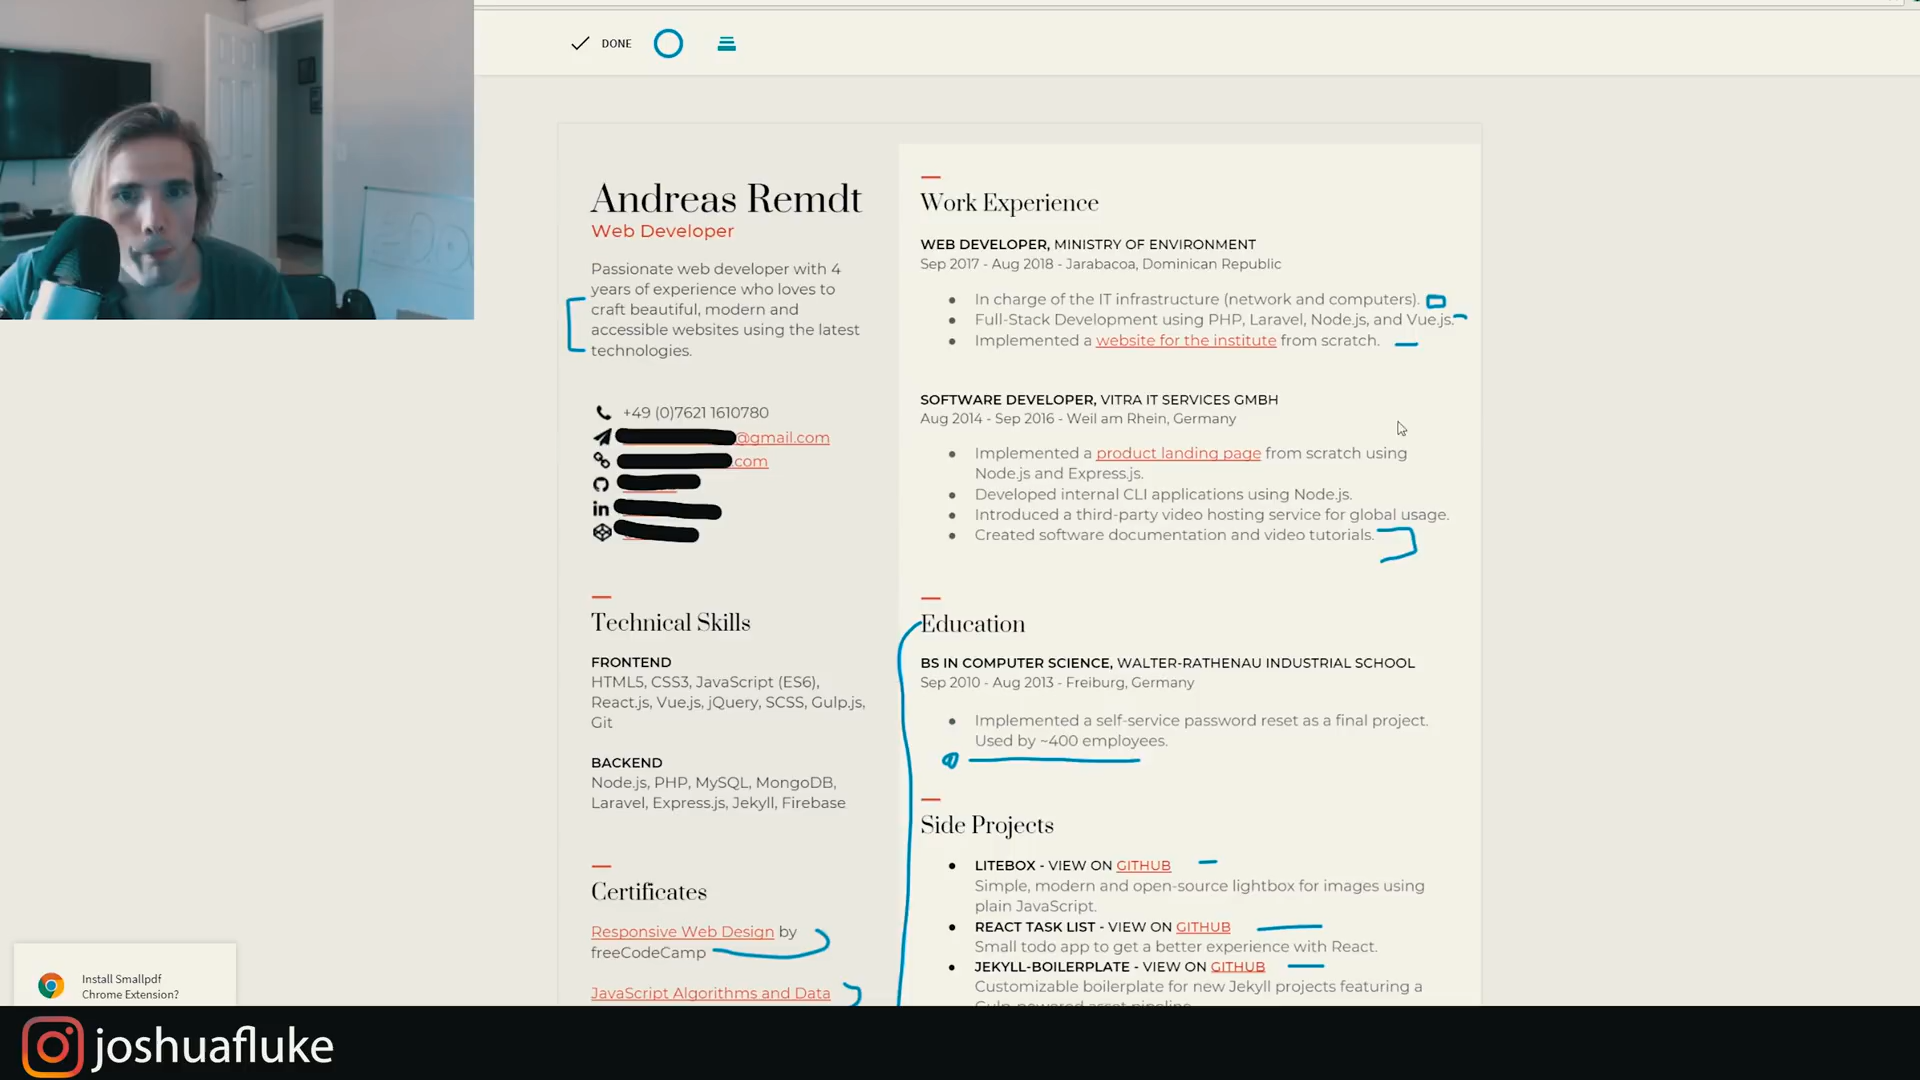 DONE
Andreas Remdt
Web Developer
Passionate web developer with 4
years of experience who loves to
craft beautiful, modern and
accessible websites using the latest
technologies.
+49 (0)7621 1610780
@gmail.com
.com
Technical Skills
FRONTEND
HTML5, CSS3, JavaScript (ES6),
React.js, Vue.js, jQuery, SCSS, Gulp.js,
Git
BACKEND
Node.js, PHP, MySQL, MongoDB,
Laravel, Express.js, Jekyll, Firebase
Certificates
Responsive Web Design by
freeCodeCamp
JavaScript Algorithms and Data
Work Experience
WEB DEVELOPER, MINISTRY OF ENVIRONMENT
Sep 2017 - Aug 2018 - Jarabacoa, Dominican Republic
In charge of the IT infrastructure (network and computers).
Full-Stack Development using PHP, Laravel, Node.js, and Vue.js.
Implemented a website for the institute from scratch.
SOFTWARE DEVELOPER, VITRA IT SERVICES GMBH
Aug 2014 - Sep 2016 - Weil am Rhein, Germany
Implemented a product landing page from scratch using
Node.js and Express.js.
Developed internal CLI applications using Node.js.
Introduced a third-party video hosting service for global usage.
Created software documentation and video tutorials.
Education
BS IN COMPUTER SCIENCE, WALTER-RATHENAU INDUSTRIAL SCHOOL
Sep 2010 - Aug 2013 - Freiburg, Germany
Implemented a self-service password reset as a final project.
Used by ~400 employees.
Side Projects
LITEBOX - VIEW ON GITHUB
Simple, modern and open-source lightbox for images using
plain JavaScript.
REACT TASK LIST - VIEW ON GITHUB
Small todo app to get a better experience with React.
JEKYLL-BOILERPLATE - VIEW ON GITHUB
Customizable boilerplate for new Jekyll projects featuring a
Gulp-powered asset pipeline
Install Smallpdf
Chrome Extension?
joshuafluke